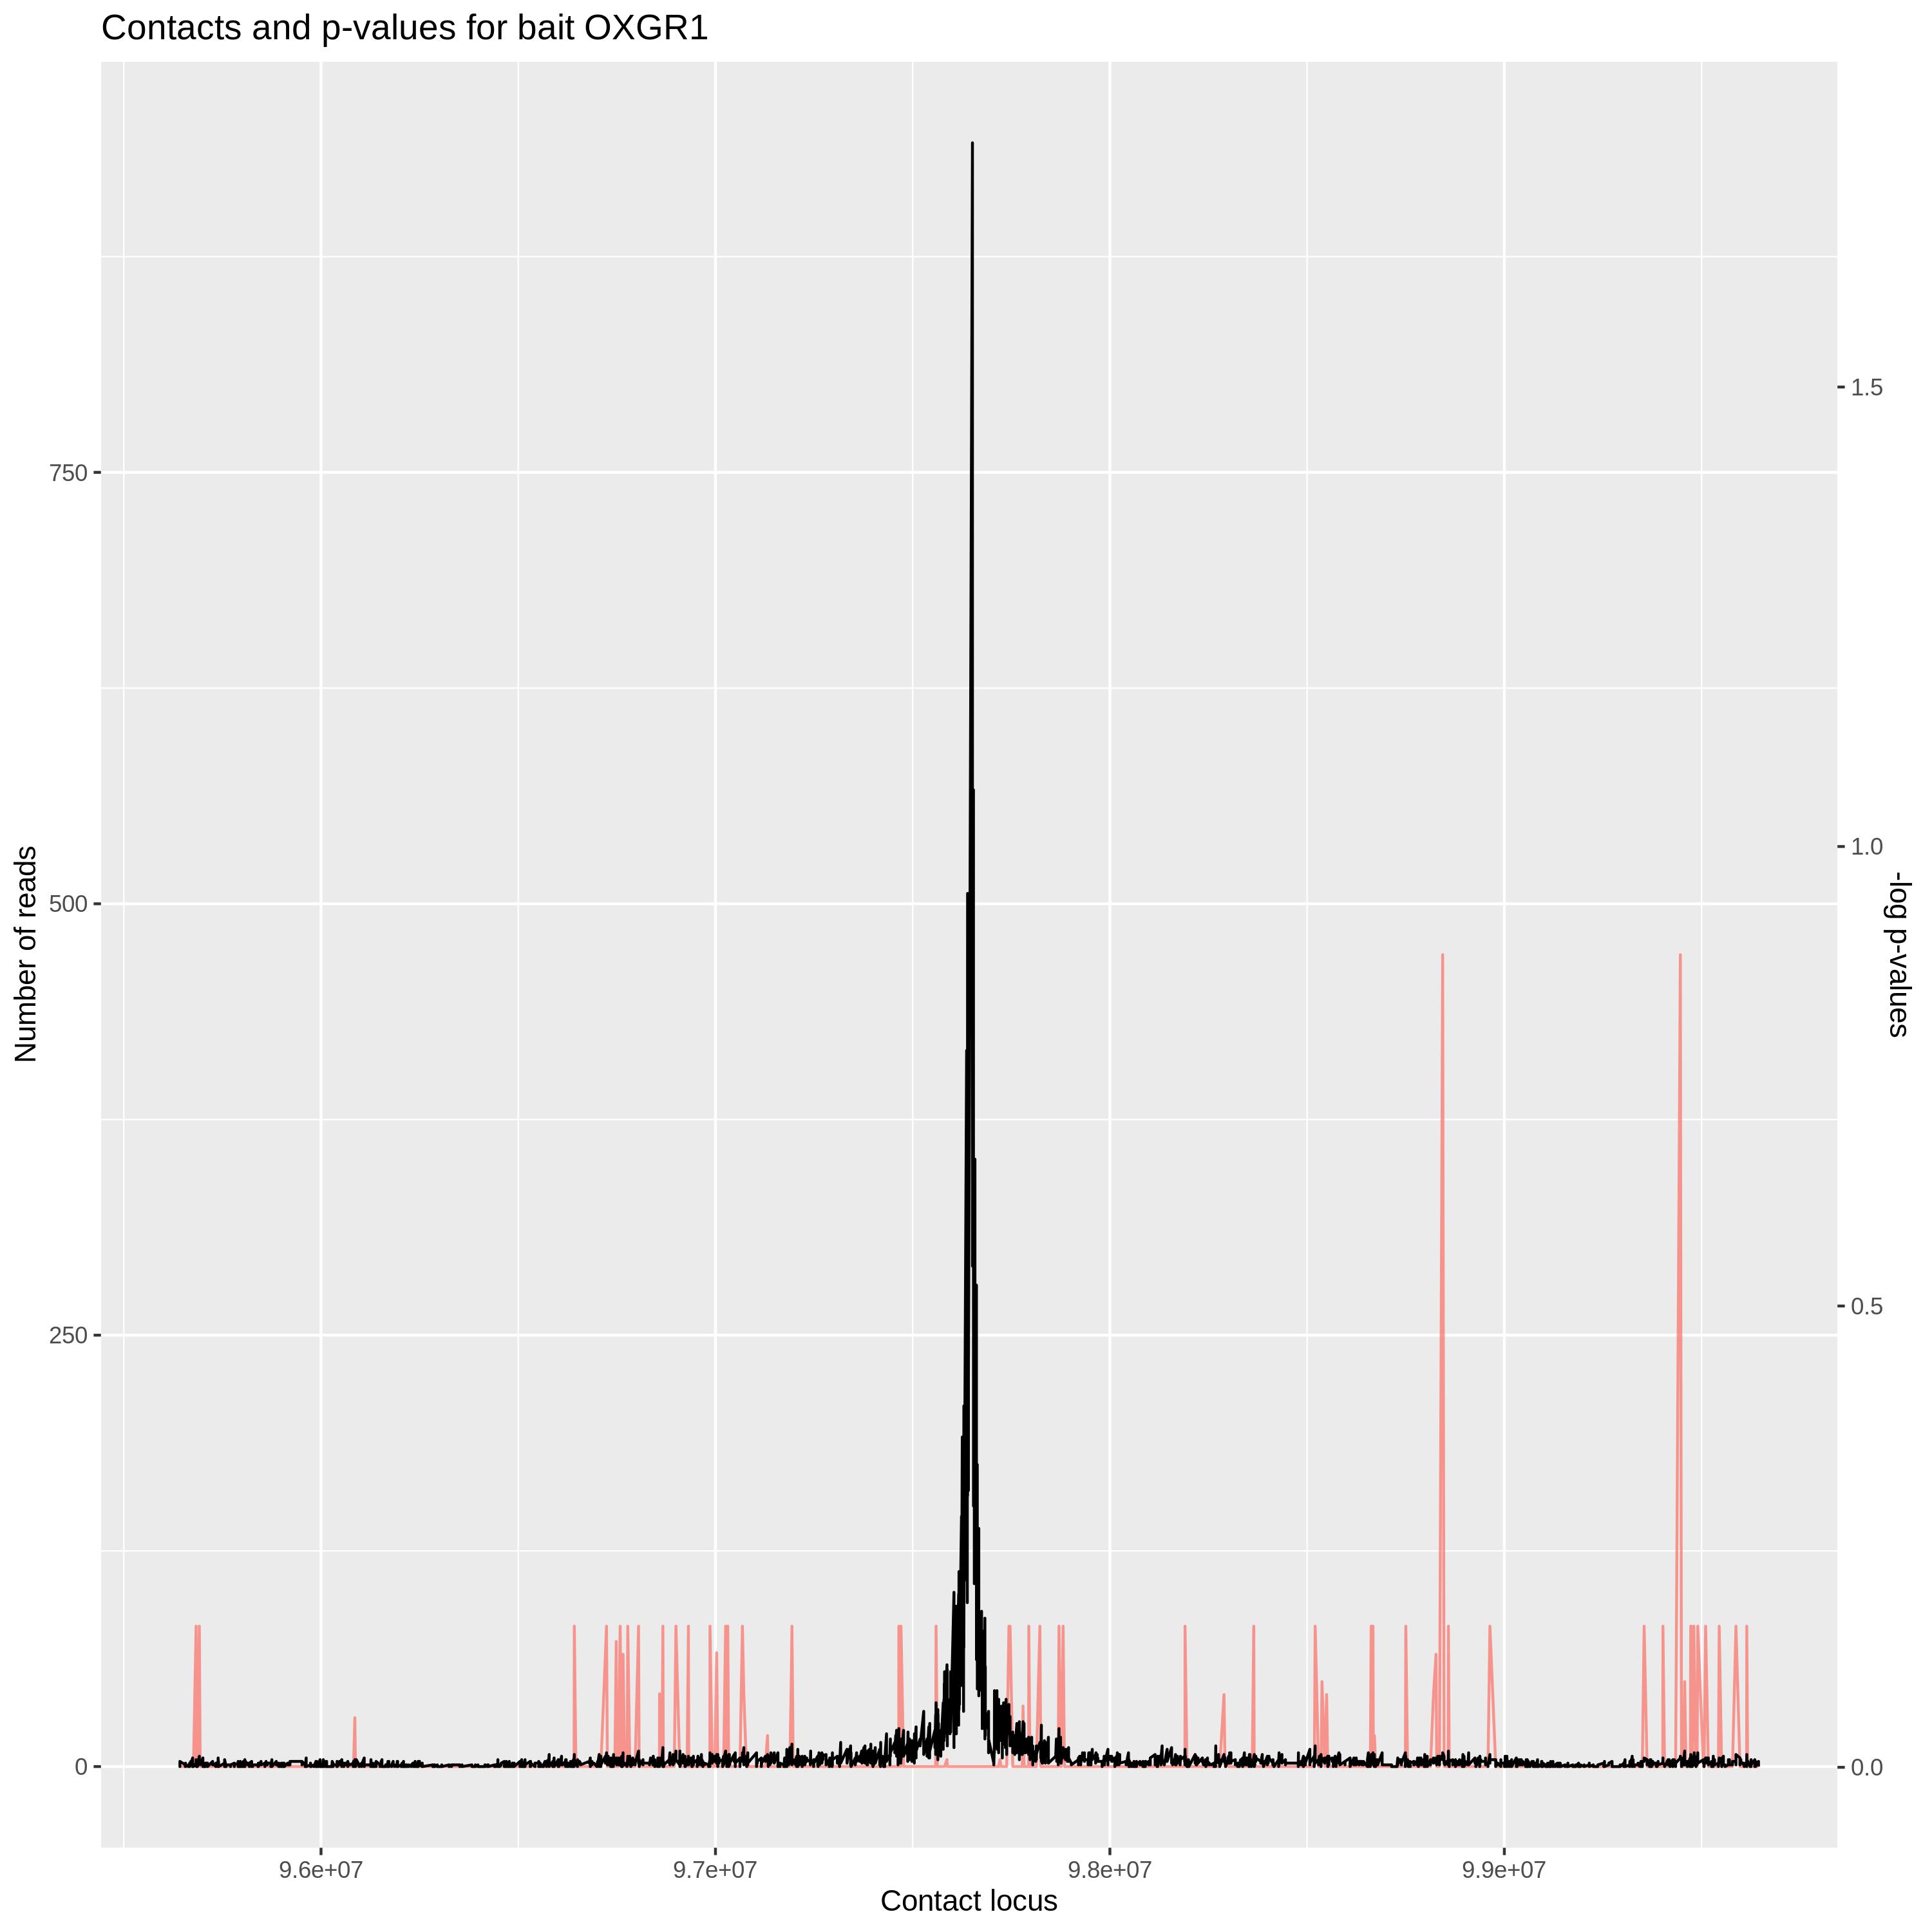 Contacts and p-values for bait OXGR1
Number of reads
750
500
250
0
1.5
1.0
0.5
0.0
-log p-values
9.6e+07 9.7e+07 9.8e+07 9.9e+07
Contact locus